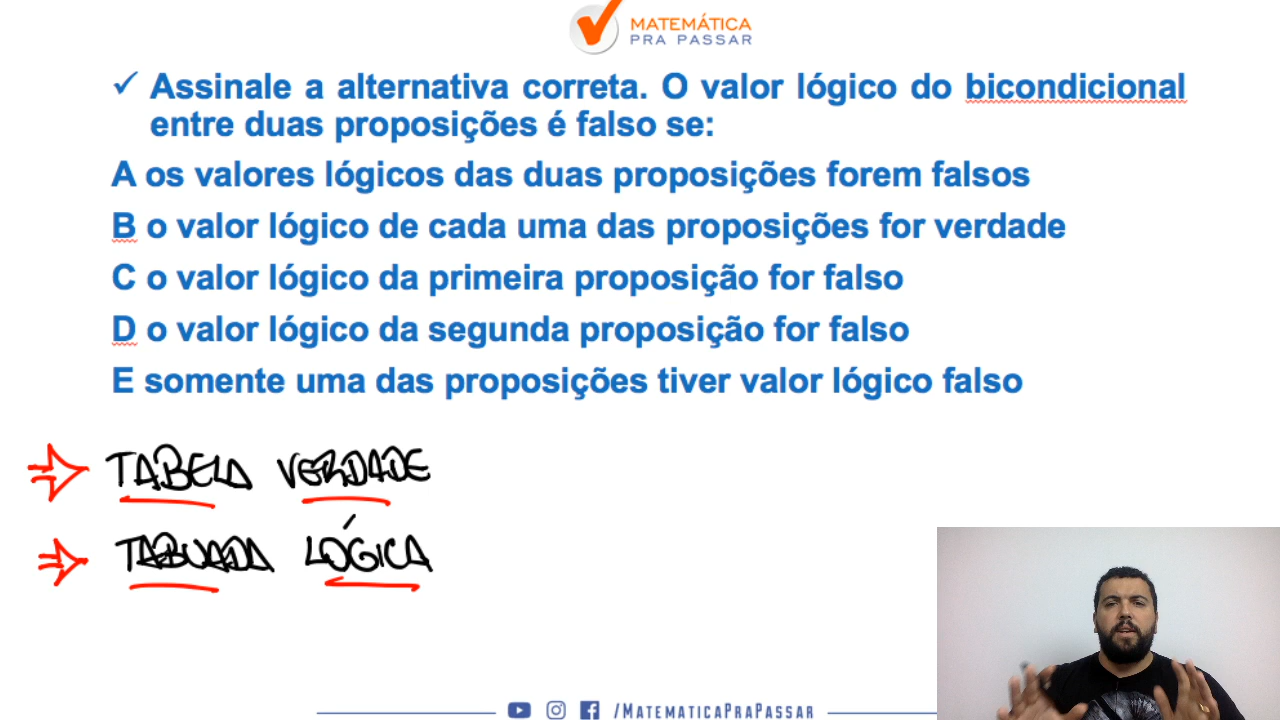 MATEMÁTICA
PRA PASSAR
✓ Assinale a alternativa correta. O valor lógico do bicondicional
entre duas proposições é falso se:
A os valores lógicos das duas proposições forem falsos
B o valor lógico de cada uma das proposições for verdade
C o valor lógico da primeira proposição for falso
D o valor lógico da segunda proposição for falso
E somente uma das proposições tiver valor lógico falso
⇒ TABELA VERDADE
⇒ TABUADA LÓGICA
/MATEMATICAPRAPASSAR